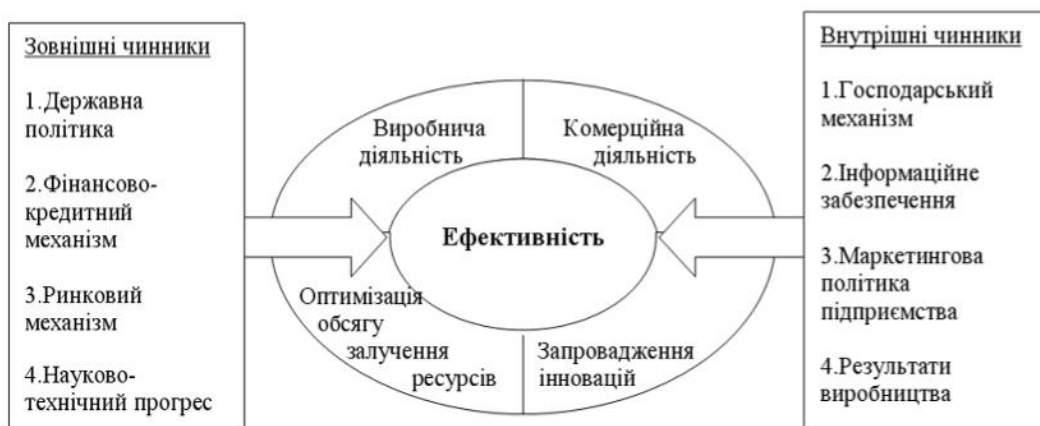 Зовнішні чинники
1.Державна
політика
2.Фінансово-
кредитний
механізм
3.Ринковий
механізм
4.Науково-
технічний прогрес
Виробнича
діяльність
Комерційна
діяльність
Ефективність
Оптимізація
обсягу
залучення
ресурсів
Запровадження
інновацій
Внутрішні чинники
1.Господарський
механізм
2.Інформаційне
забезпечення
3.Маркетингова
політика
підприємства
4.Результати
виробництва